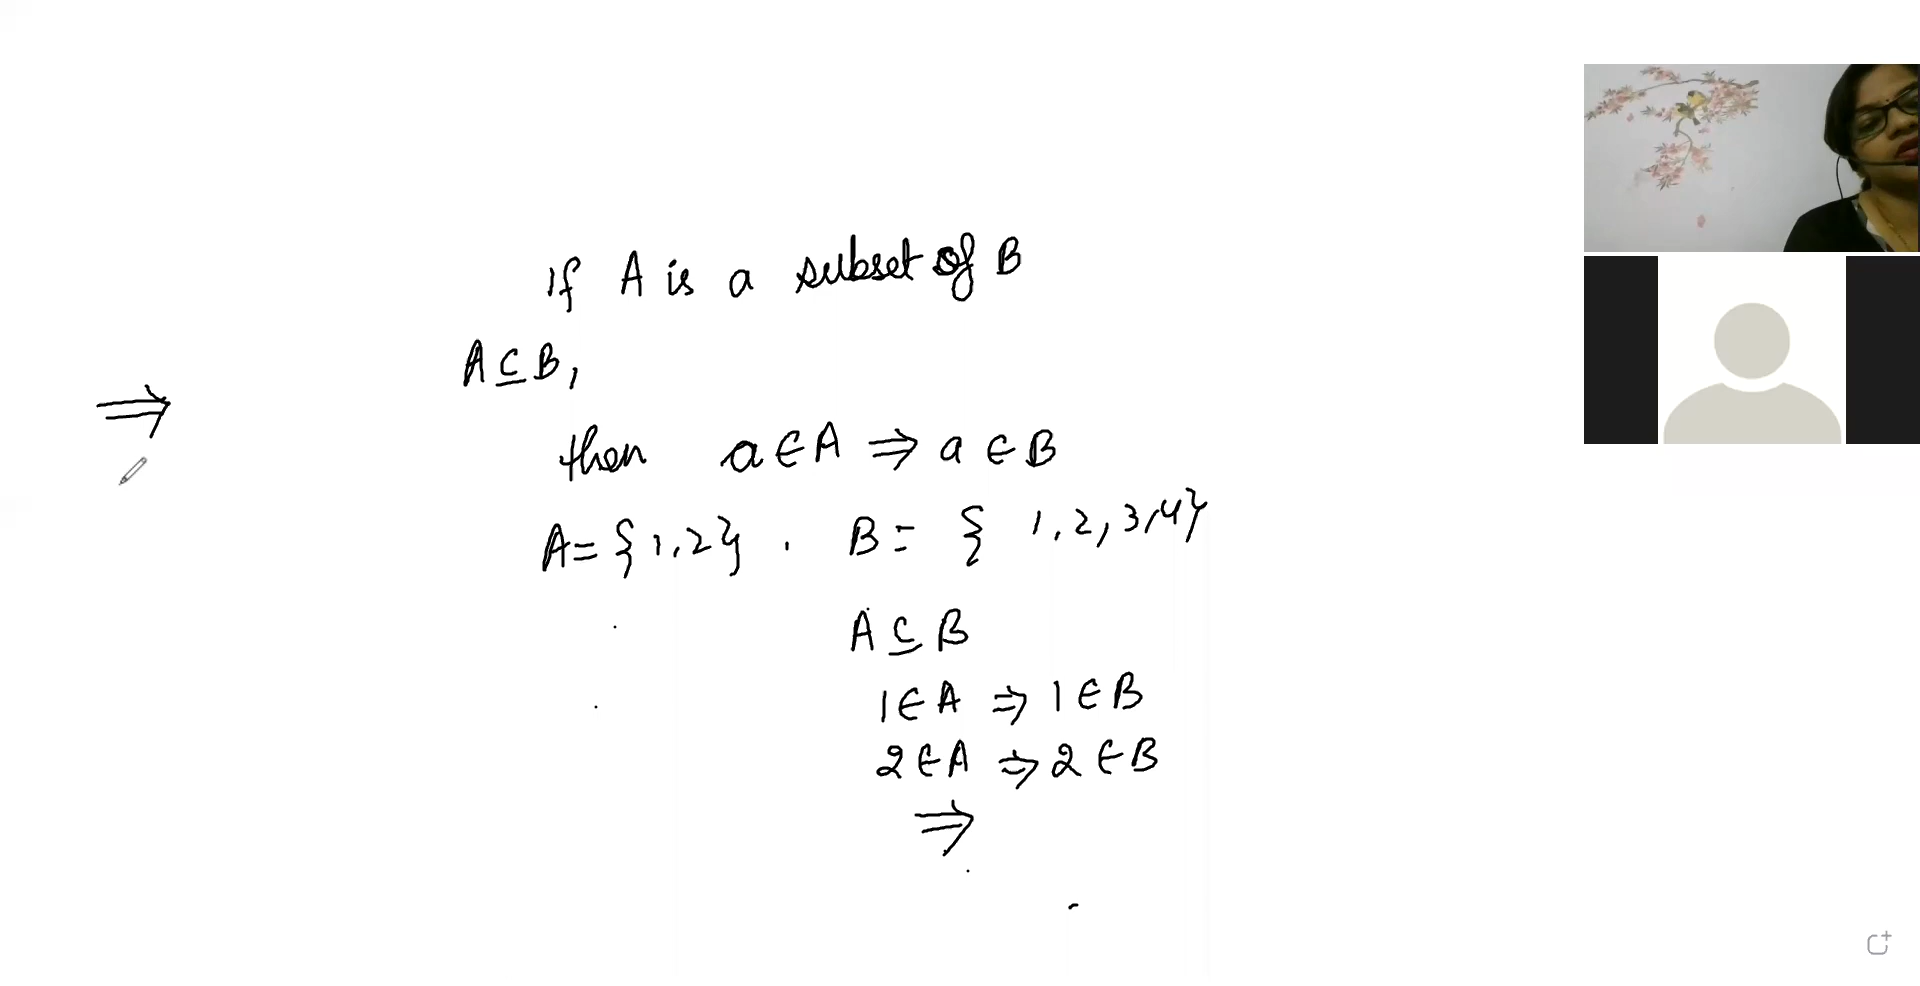 If A is a subset of B
A ⊆ B,
⇒
then a ∈ A ⇒ a ∈ B
A = {1,2} . B = { 1,2,3,4}
A ⊆ B
1 ∈ A ⇒ 1 ∈ B
2 ∈ A ⇒ 2 ∈ B
⇒